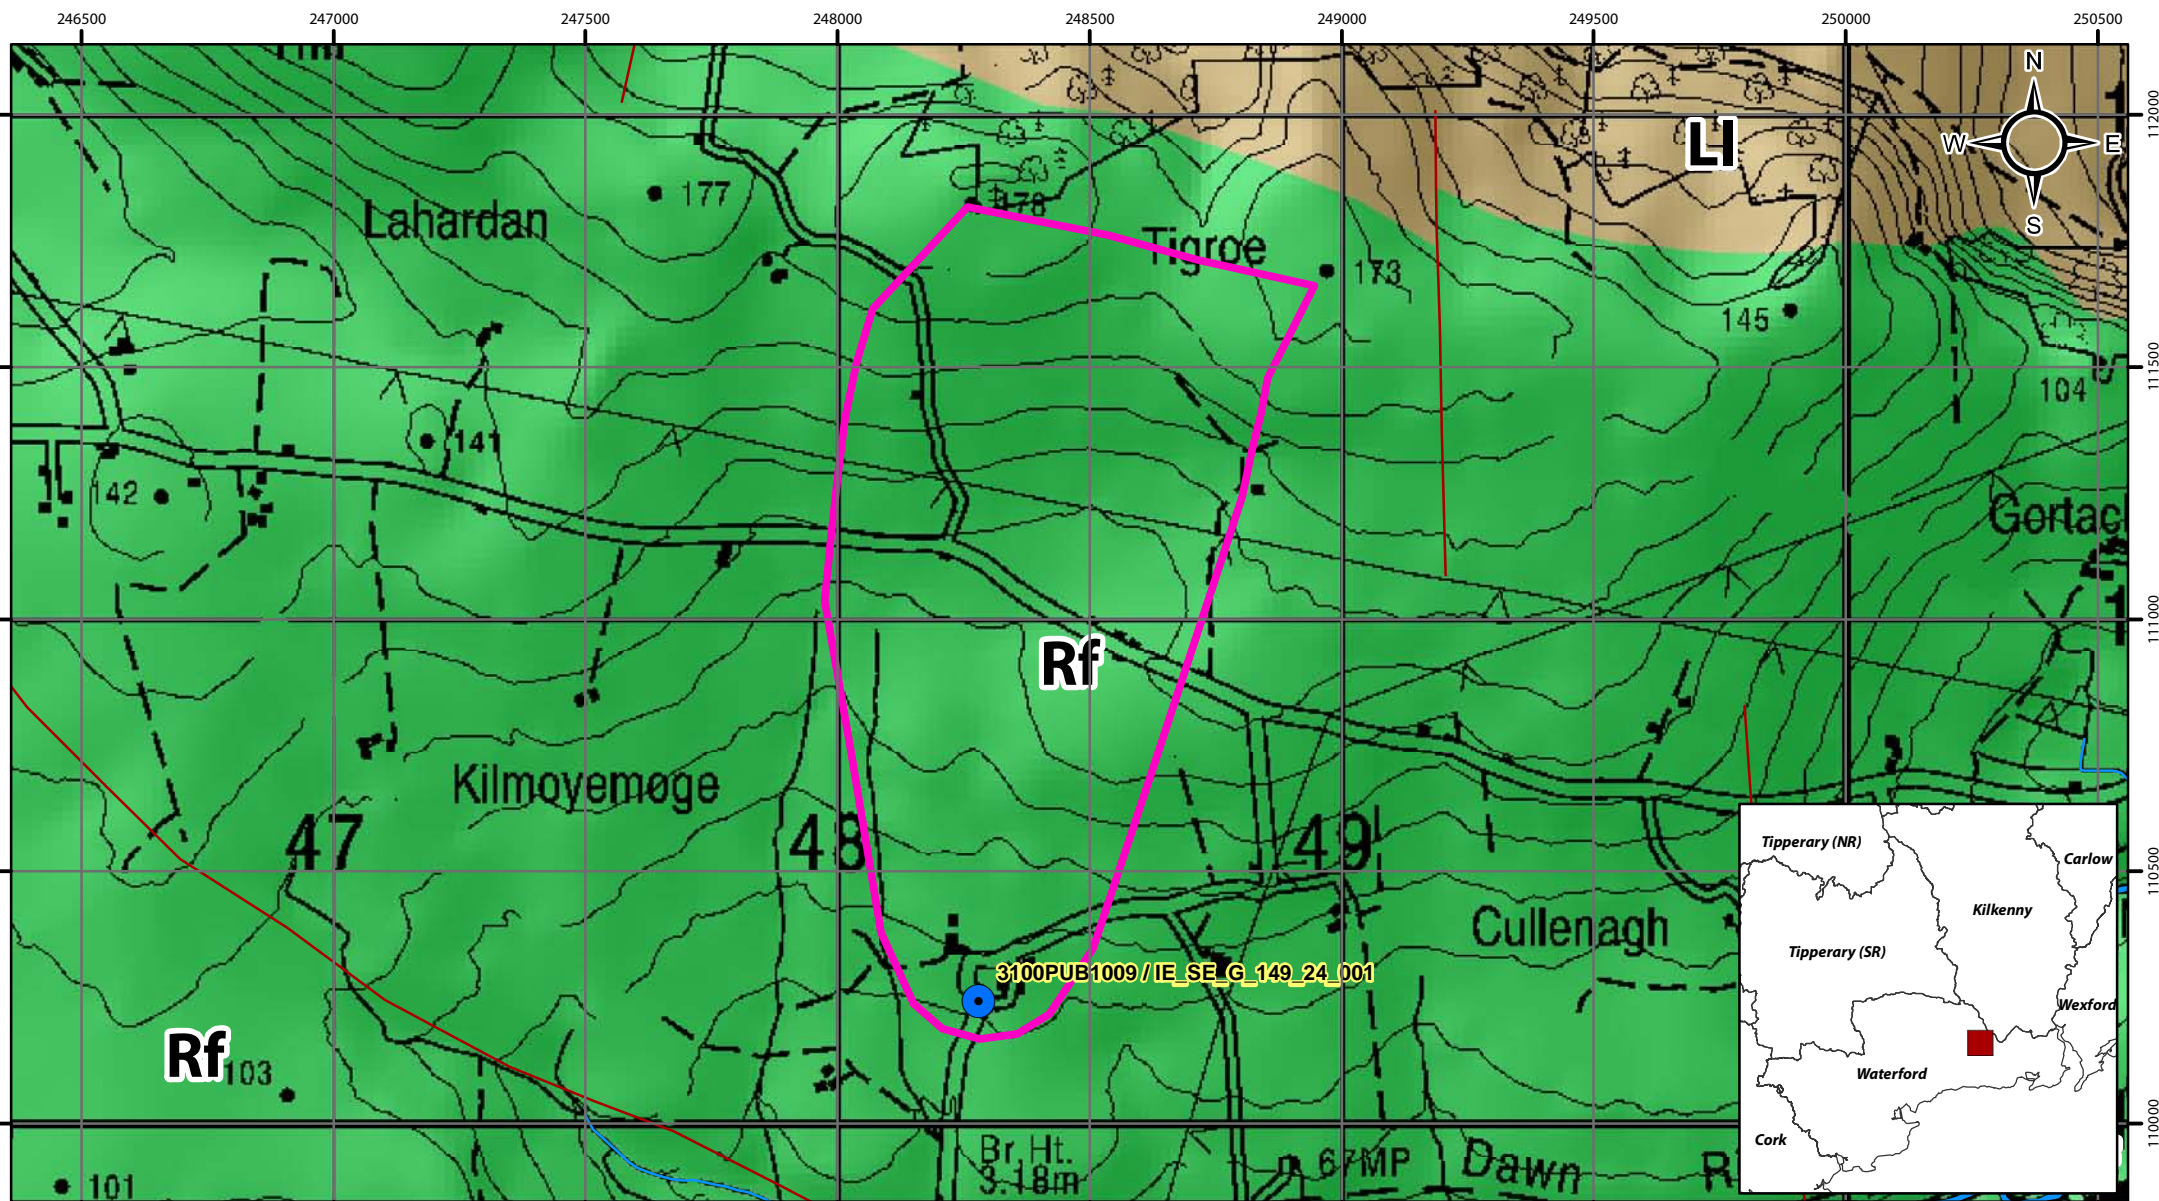 246500 247000 247500 248000 248500 249000 249500 250000 250500
N
112000
Ll
W E
177
178
S
Lahardan
Tigroe
173
145
111500
104
141
142
Gortac
111000
Rf
Kilmoyemoge
47 48 49
Tipperary (NR)
Carlow
110500
Kilkenny
Cullenagh
Tipperary (SR)
3100PUB1009 / IE_SE_G_149_24_001
Wexford
Rf
103
Waterford
110000
Cork
Br. Ht.
3.18m
67MP
Dawn
R
101